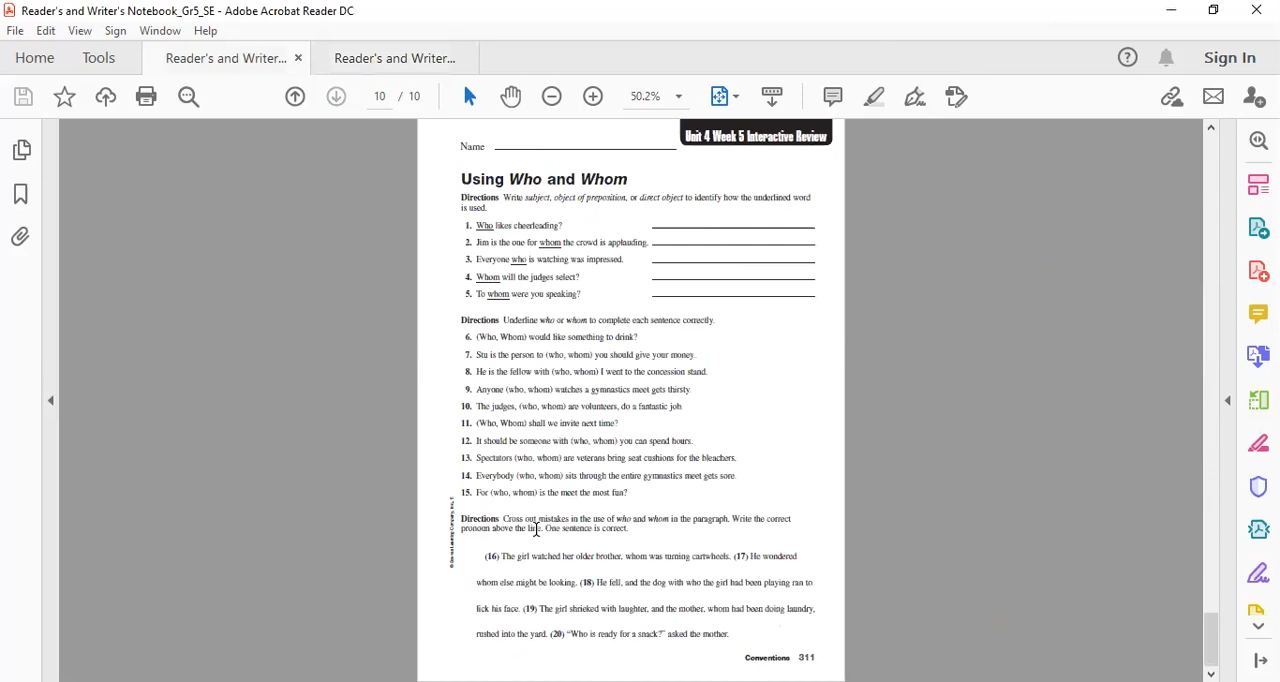 Reader's and Writer's Notebook_Gr5_SE - Adobe Acrobat Reader DC
File Edit View Sign Window Help
Home Tools Reader's and Writer... × Reader's and Writer... Sign In
10 / 10 50.2%
Unit 4 Week 5 Interactive Review
Name
Using Who and Whom
Directions Write subject, object of preposition, or direct object to identify how the underlined word
is used.
1. Who likes cheerleading?
2. Jim is the one for whom the crowd is applauding.
3. Everyone who is watching was impressed.
4. Whom will the judges select?
5. To whom were you speaking?
Directions Underline who or whom to complete each sentence correctly.
6. (Who, Whom) would like something to drink?
7. Stu is the person to (who, whom) you should give your money.
8. He is the fellow with (who, whom) I went to the concession stand.
9. Anyone (who, whom) watches a gymnastics meet gets thirsty.
10. The judges, (who, whom) are volunteers, do a fantastic job.
11. (Who, Whom) shall we invite next time?
12. It should be someone with (who, whom) you can spend hours.
13. Spectators (who, whom) are veterans bring seat cushions for the bleachers.
14. Everybody (who, whom) sits through the entire gymnastics meet gets sore.
15. For (who, whom) is the meet the most fun?
Directions Cross out mistakes in the use of who and whom in the paragraph. Write the correct
pronoun above the line. One sentence is correct.
(16) The girl watched her older brother, whom was turning cartwheels. (17) He wondered
whom else might be looking. (18) He fell, and the dog with who the girl had been playing ran to
lick his face. (19) The girl shrieked with laughter, and the mother, whom had been doing laundry,
rushed into the yard. (20) “Who is ready for a snack?” asked the mother.
Conventions 311